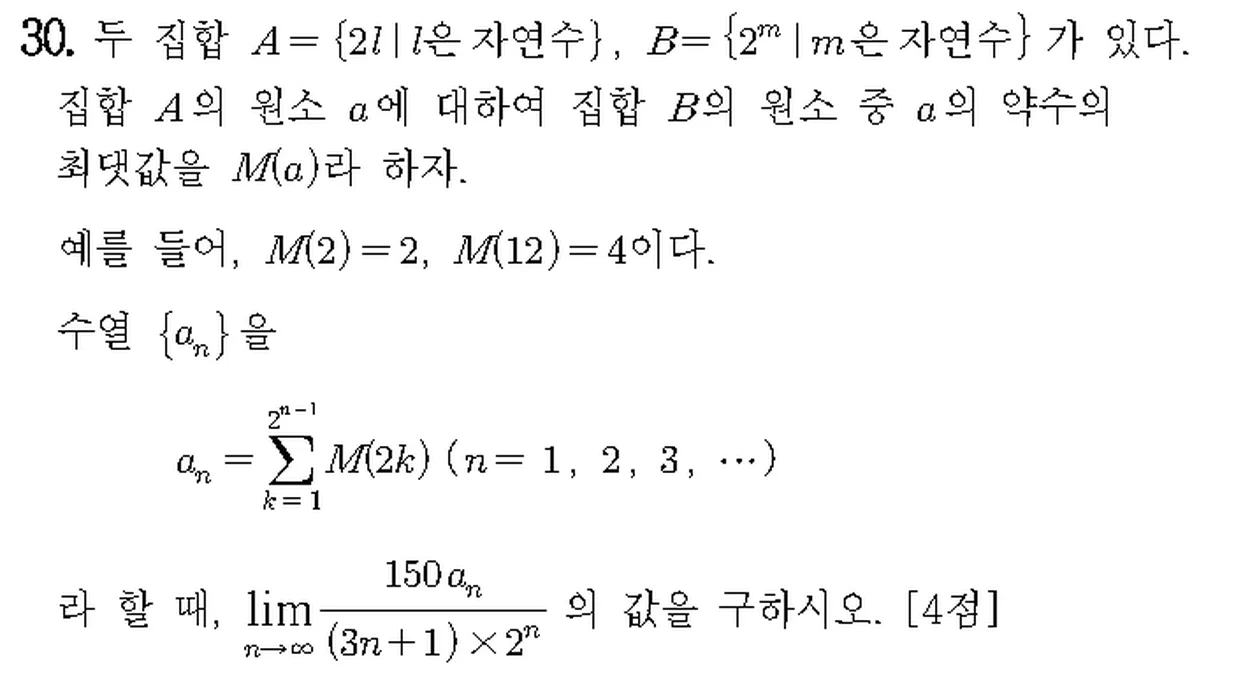 30. 두 집합 A = {2l | l은 자연수}, B = {2^m | m은 자연수} 가 있다.
집합 A의 원소 a에 대하여 집합 B의 원소 중 a의 약수의
최댓값을 M(a)라 하자.
예를 들어, M(2) = 2, M(12) = 4이다.
수열 {a_n}을
a_n = \sum_{k=1}^{2^{n-1}} M(2k) (n = 1, 2, 3, ⋯)
라 할 때, \lim_{n→∞} \frac{150 a_n}{(3n+1)×2^n} 의 값을 구하시오. [4점]